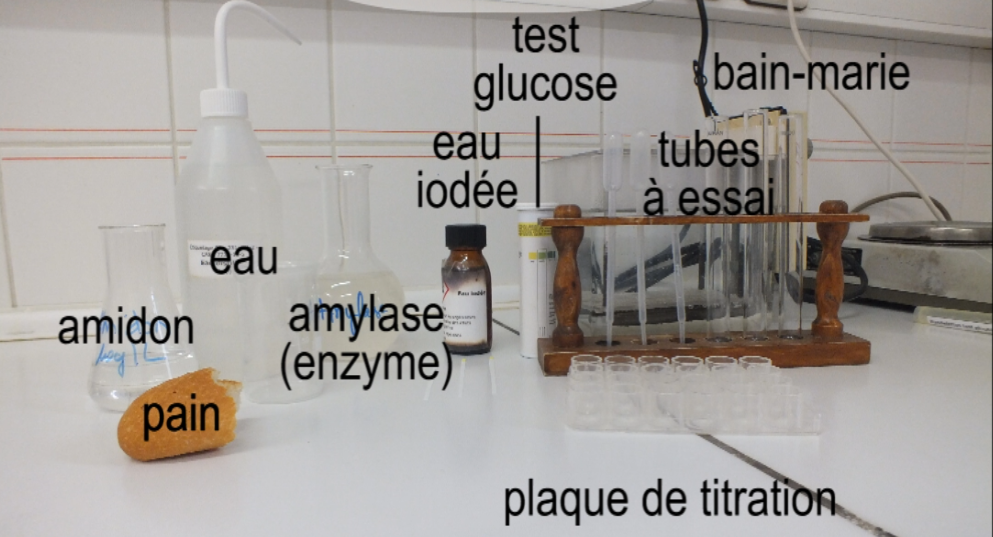 test
glucose
bain-marie
eau
iodée
tubes
à essai
eau
amidon
amylase
(enzyme)
pain
plaque de titration